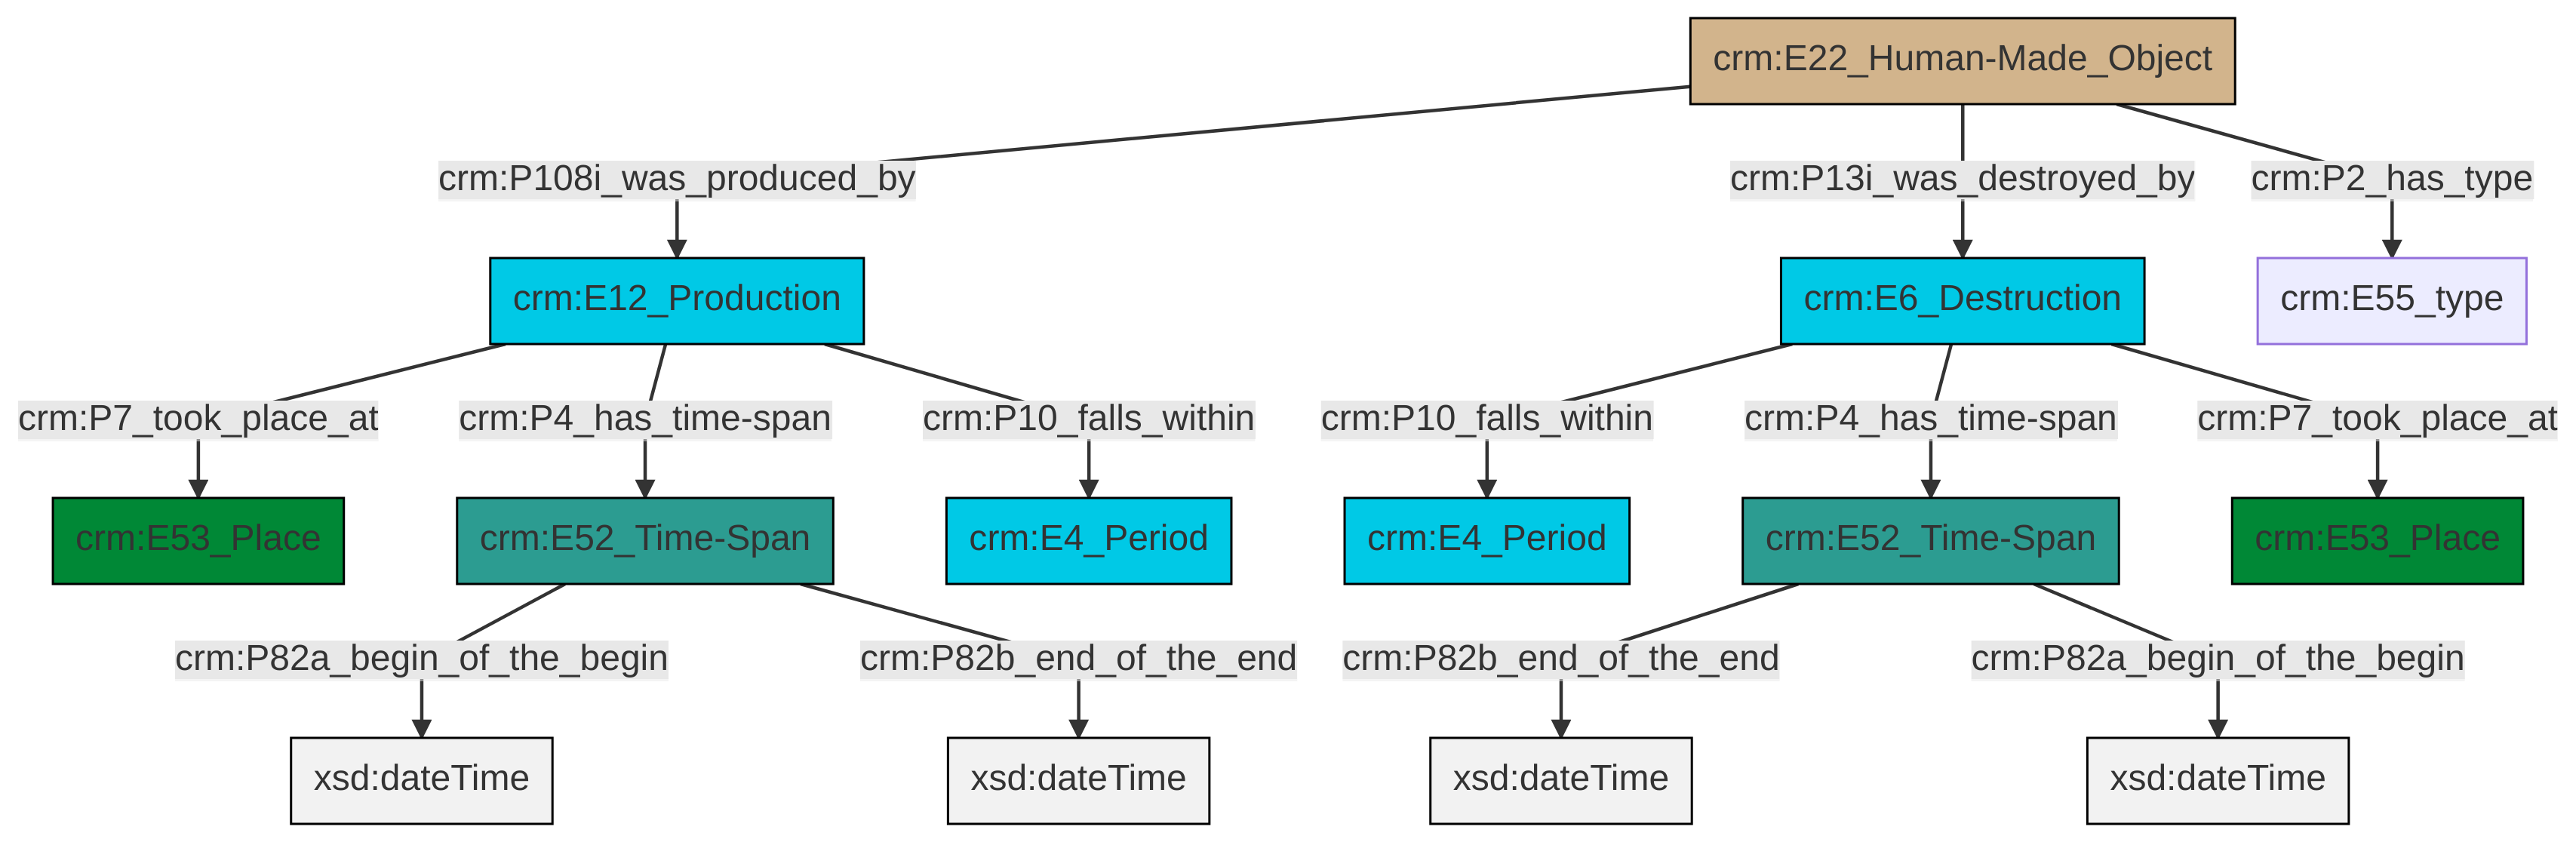 crm:E22_Human-Made_Object
crm:P108i_was_produced_by
crm:P13i_was_destroyed_by
crm:P2_has_type
crm:E12_Production
crm:E6_Destruction
crm:E55_type
crm:P7_took_place_at
crm:P4_has_time-span
crm:P10_falls_within
crm:P10_falls_within
crm:P4_has_time-span
crm:P7_took_place_at
crm:E53_Place
crm:E52_Time-Span
crm:E4_Period
crm:E4_Period
crm:E52_Time-Span
crm:E53_Place
crm:P82a_begin_of_the_begin
crm:P82b_end_of_the_end
crm:P82b_end_of_the_end
crm:P82a_begin_of_the_begin
xsd:dateTime
xsd:dateTime
xsd:dateTime
xsd:dateTime